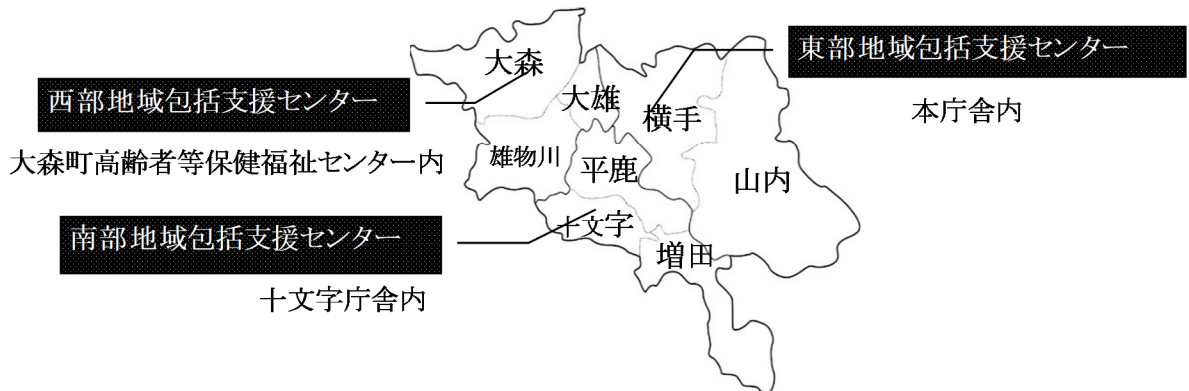 東部地域包括支援センター
大森
西部地域包括支援センター
大雄
横手
本庁舎内
大森町高齢者等保健福祉センター内
雄物川
平鹿
山内
南部地域包括支援センター
十文字
増田
十文字庁舎内